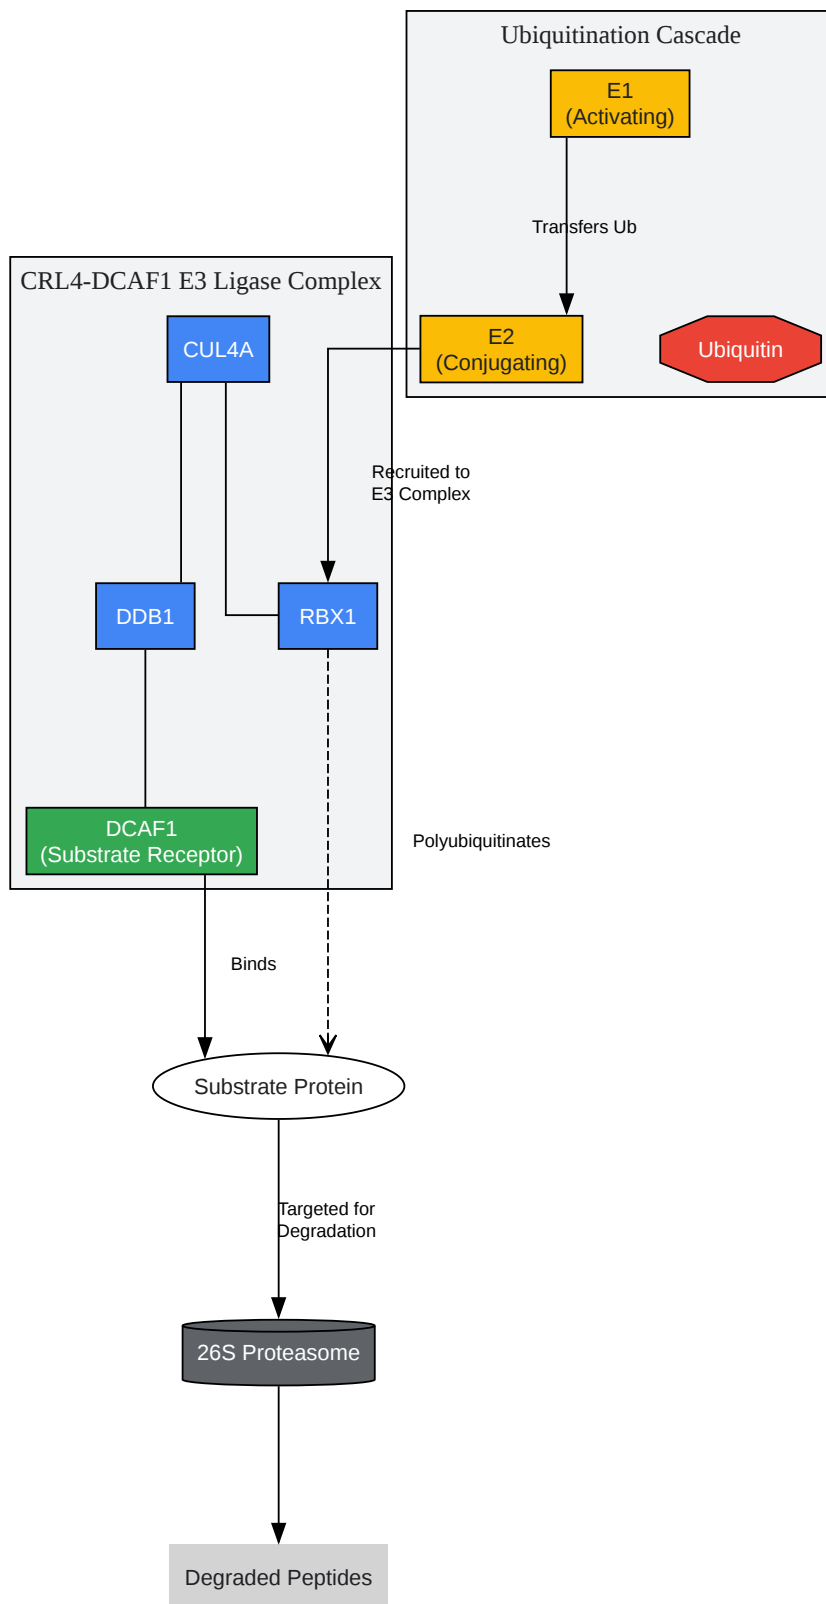 Ubiquitination Cascade
E1
(Activating)
Transfers Ub
CRL4-DCAF1 E3 Ligase Complex
CUL4A
E2
(Conjugating)
Ubiquitin
Recruited to
E3 Complex
DDB1
RBX1
DCAF1
(Substrate Receptor)
Polyubiquitinates
Binds
Substrate Protein
Targeted for
Degradation
26S Proteasome
Degraded Peptides